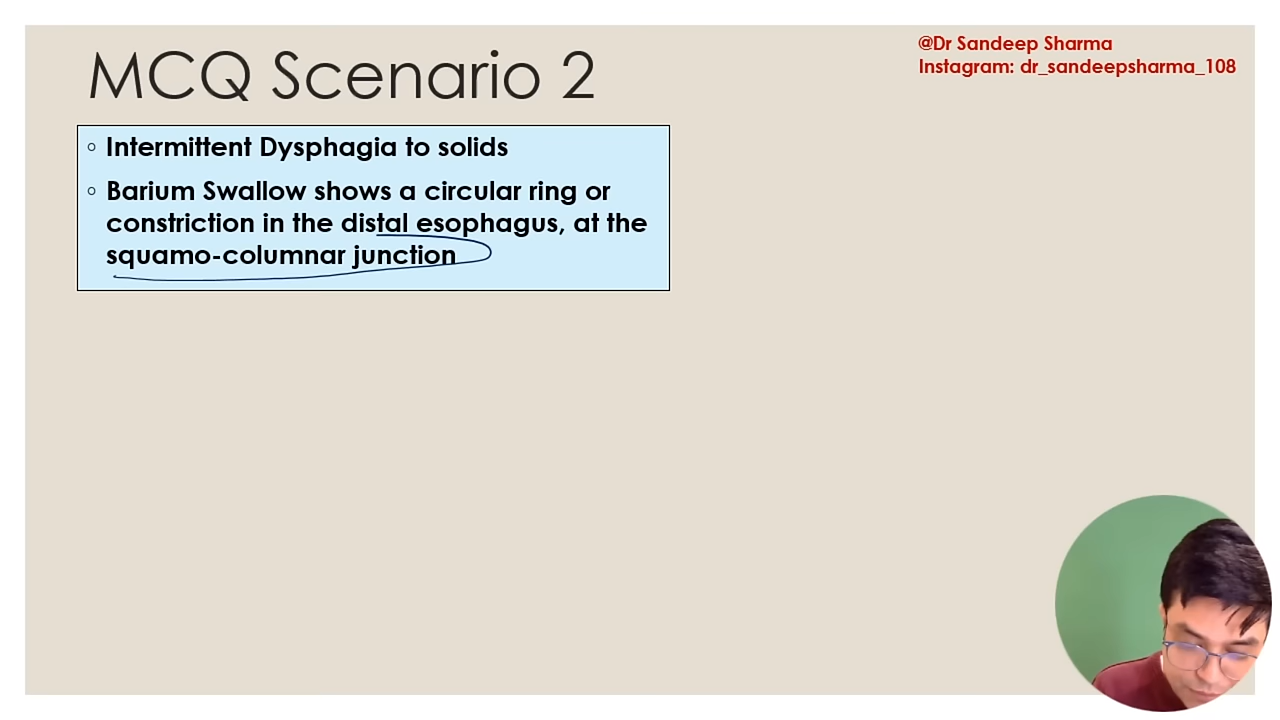 MCQ Scenario 2
@Dr Sandeep Sharma
Instagram: dr_sandeepsharma_108
◦ Intermittent Dysphagia to solids
◦ Barium Swallow shows a circular ring or
constriction in the distal esophagus, at the
squamo-columnar junction